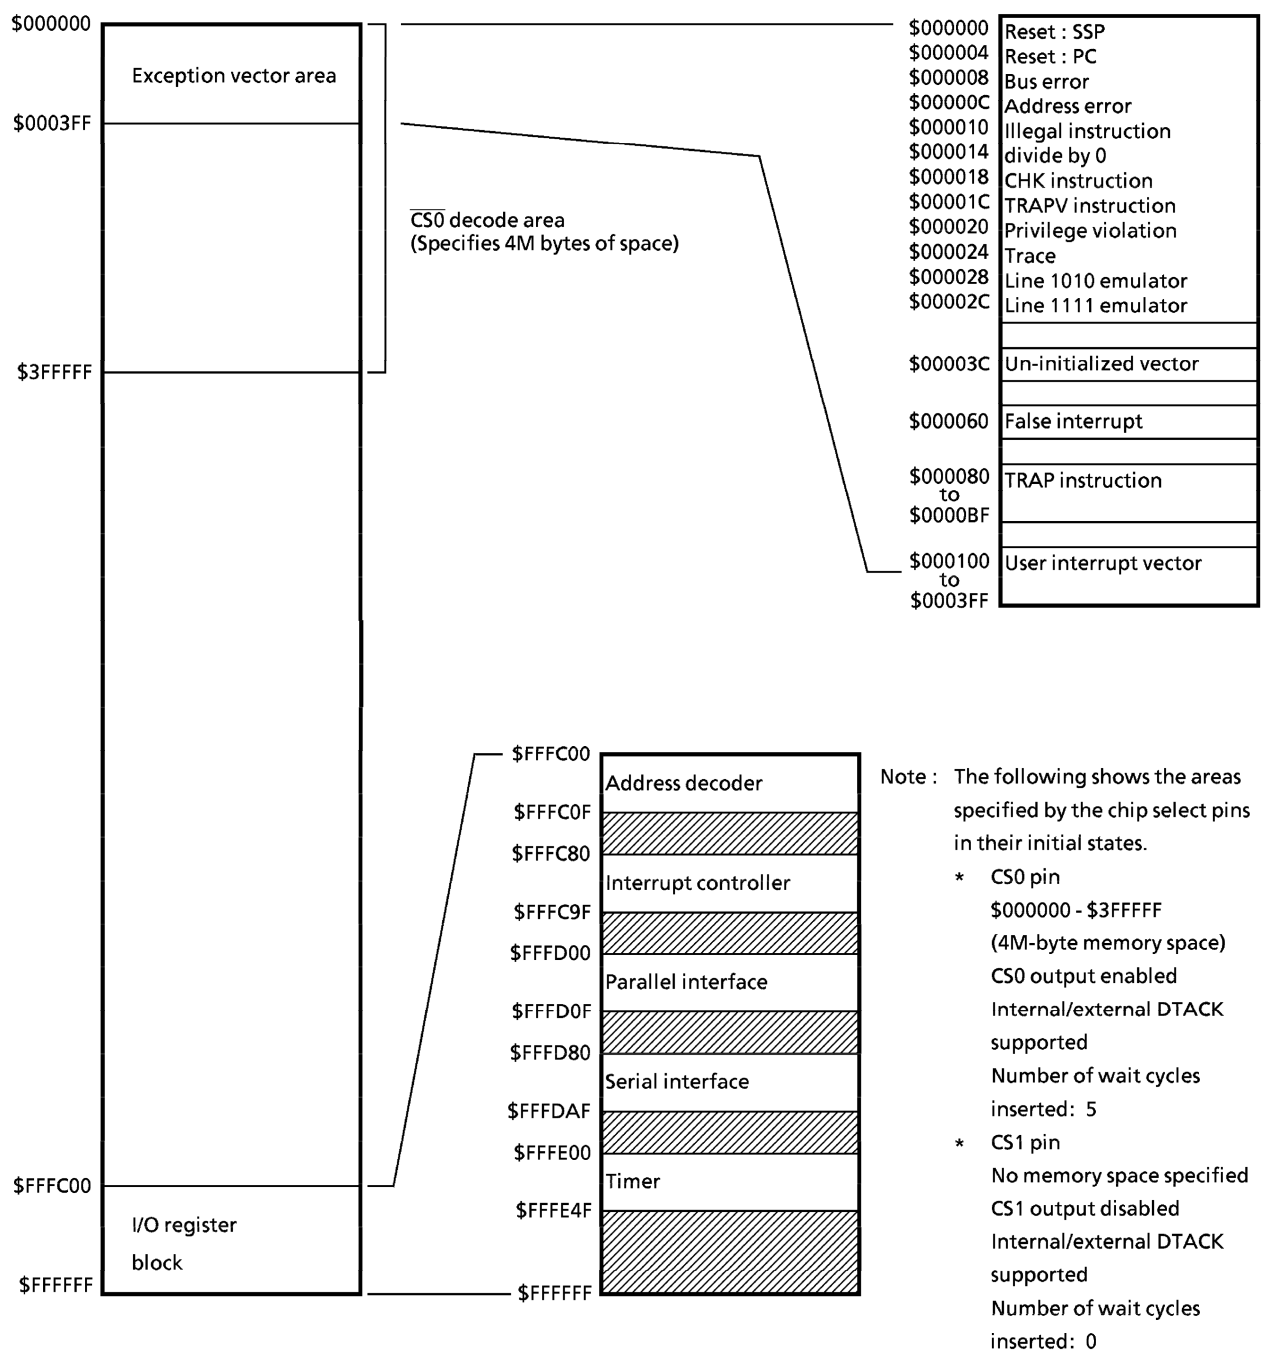 $000000
Exception vector area
$0003FF
CS0 decode area
(Specifies 4M bytes of space)
$3FFFFF
$FFFC00
I/O register
block
$FFFFFF
$000000 Reset : SSP
$000004 Reset : PC
$000008 Bus error
$00000C Address error
$000010 Illegal instruction
$000014 divide by 0
$000018 CHK instruction
$00001C TRAPV instruction
$000020 Privilege violation
$000024 Trace
$000028 Line 1010 emulator
$00002C Line 1111 emulator
$00003C Un-initialized vector
$000060 False interrupt
$000080 TRAP instruction
to
$0000BF
$000100 User interrupt vector
to
$0003FF
$FFFC00
Address decoder
$FFFC0F
$FFFC80
Interrupt controller
$FFFC9F
$FFFD00
Parallel interface
$FFFD0F
$FFFD80
Serial interface
$FFFDAF
$FFFE00
Timer
$FFFE4F
$FFFFFF
Note : The following shows the areas
specified by the chip select pins
in their initial states.
* CS0 pin
$000000 - $3FFFFF
(4M-byte memory space)
CS0 output enabled
Internal/external DTACK
supported
Number of wait cycles
inserted: 5
* CS1 pin
No memory space specified
CS1 output disabled
Internal/external DTACK
supported
Number of wait cycles
inserted: 0